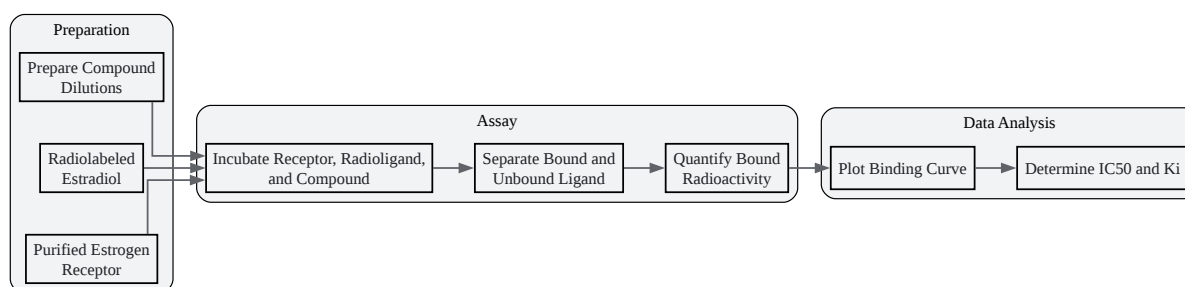 Preparation
Prepare Compound
Dilutions
Radiolabeled
Estradiol
Purified Estrogen
Receptor
Assay
Incubate Receptor, Radioligand,
and Compound
Separate Bound and
Unbound Ligand
Quantify Bound
Radioactivity
Data Analysis
Plot Binding Curve
Determine IC50 and Ki